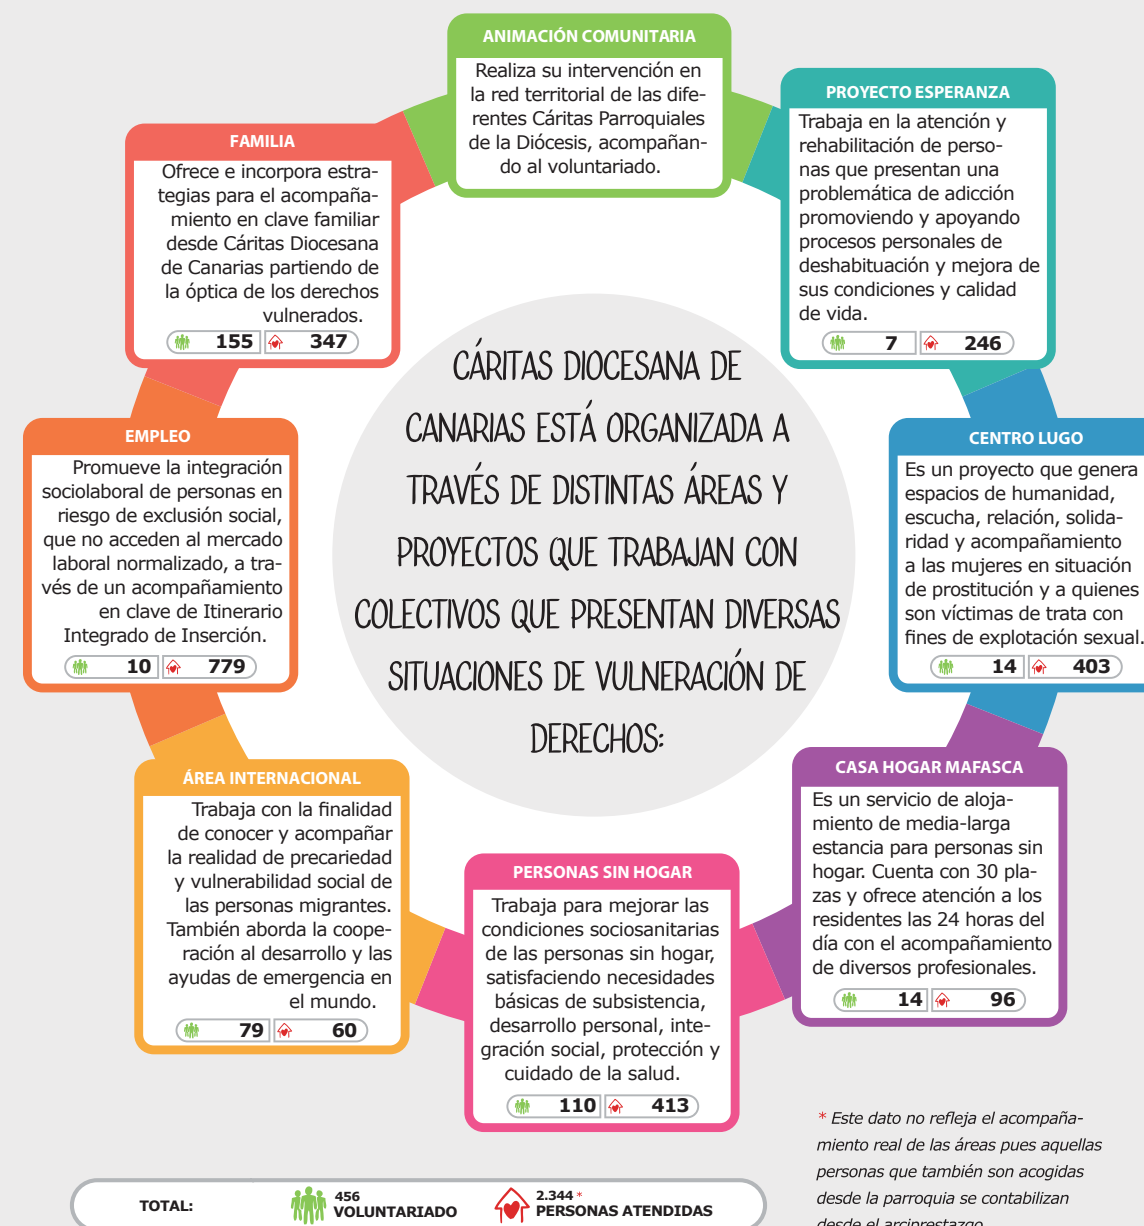 ANIMACIÓN COMUNITARIA
Realiza su intervención en
la red territorial de las dife-
rentes Cáritas Parroquiales
de la Diócesis, acompañan-
do al voluntariado.
PROYECTO ESPERANZA
Trabaja en la atención y
rehabilitación de perso-
nas que presentan una
problemática de adicción
promoviendo y apoyando
procesos personales de
deshabituación y mejora de
sus condiciones y calidad
de vida.
7 246
FAMILIA
Ofrece e incorpora estra-
tegias para el acompaña-
miento en clave familiar
desde Cáritas Diocesana
de Canarias partiendo de
la óptica de los derechos
vulnerados.
155 347
CÁRITAS DIOCESANA DE
CANARIAS ESTÁ ORGANIZADA A
TRAVÉS DE DISTINTAS ÁREAS Y
PROYECTOS QUE TRABAJAN CON
COLECTIVOS QUE PRESENTAN DIVERSAS
SITUACIONES DE VULNERACIÓN DE
DERECHOS:
EMPLEO
Promueve la integración
sociolaboral de personas en
riesgo de exclusión social,
que no acceden al mercado
laboral normalizado, a tra-
vés de un acompañamiento
en clave de Itinerario
Integrado de Inserción.
10 779
CENTRO LUGO
Es un proyecto que genera
espacios de humanidad,
escucha, relación, solida-
ridad y acompañamiento
a las mujeres en situación
de prostitución y a quienes
son víctimas de trata con
fines de explotación sexual.
14 403
ÁREA INTERNACIONAL
Trabaja con la finalidad
de conocer y acompañar
la realidad de precariedad
y vulnerabilidad social de
las personas migrantes.
También aborda la coope-
ración al desarrollo y las
ayudas de emergencia en
el mundo.
79 60
CASA HOGAR MAFASCA
Es un servicio de aloja-
miento de media-larga
estancia para personas sin
hogar. Cuenta con 30 pla-
zas y ofrece atención a los
residentes las 24 horas del
día con el acompañamiento
de diversos profesionales.
14 96
PERSONAS SIN HOGAR
Trabaja para mejorar las
condiciones sociosanitarias
de las personas sin hogar,
satisfaciendo necesidades
básicas de subsistencia,
desarrollo personal, inte-
gración social, protección y
cuidado de la salud.
110 413
* Este dato no refleja el acompaña-
miento real de las áreas pues aquellas
personas que también son acogidas
desde la parroquia se contabilizan
desde el arciprestazgo
TOTAL:
456
VOLUNTARIADO
2.344 *
PERSONAS ATENDIDAS